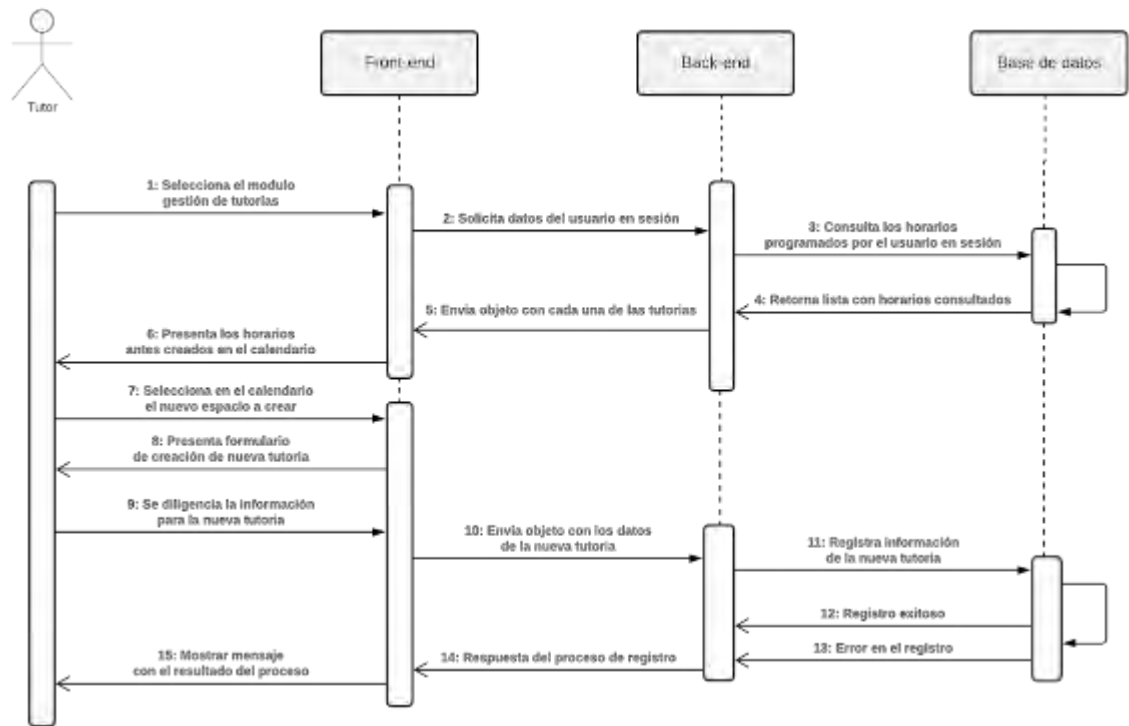 Tutor
Front-end
Back-end
Base de datos
1: Selecciona el modulo
gestión de tutorias
2: Solicita datos del usuario en sesión
3: Consulta los horarios
programados por el usuario en sesión
4: Retorna lista con horarios consultados
5: Envia objeto con cada una de las tutorias
6: Presenta los horarios
antes creados en el calendario
7: Selecciona en el calendario
el nuevo espacio a crear
8: Presenta formulario
de creación de nueva tutoria
9: Se diligencia la información
para la nueva tutoria
10: Envia objeto con los datos
de la nueva tutoria
11: Registra información
de la nueva tutoria
12: Registro exitoso
13: Error en el registro
14: Respuesta del proceso de registro
15: Mostrar mensaje
con el resultado del proceso